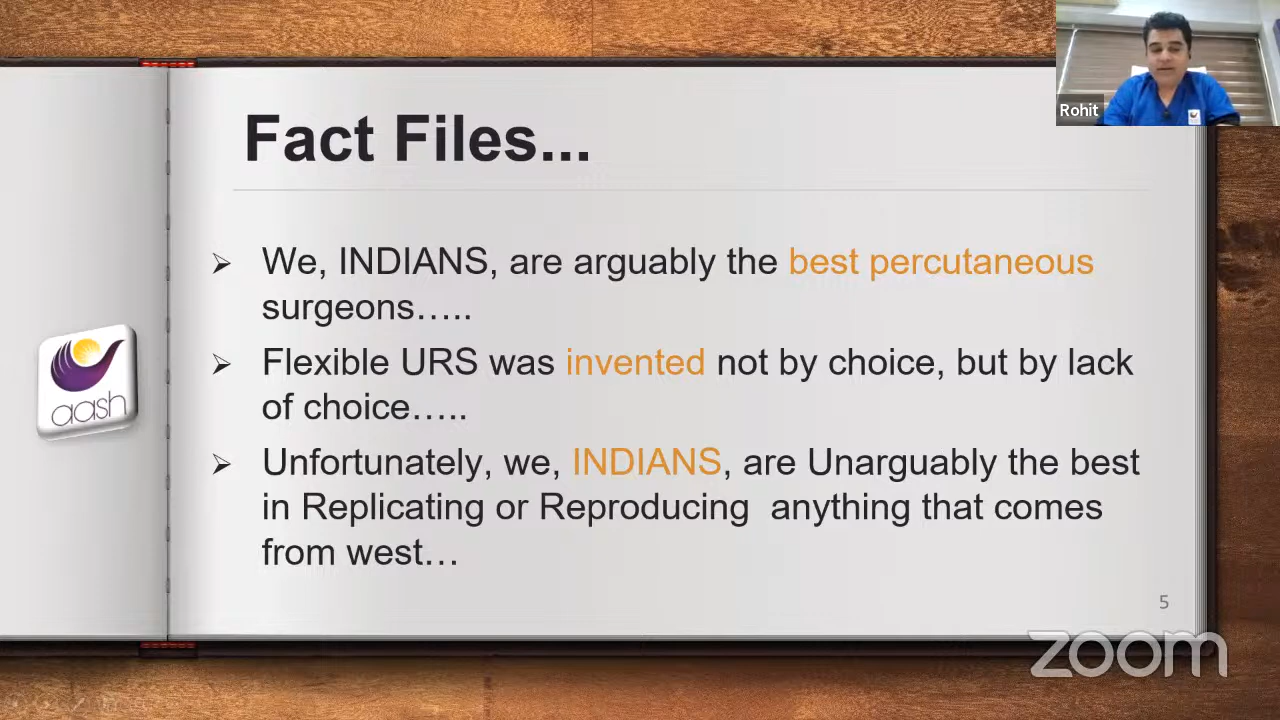 Rohit
Fact Files...
We, INDIANS, are arguably the best percutaneous
surgeons…..
Flexible URS was invented not by choice, but by lack
of choice…..
Unfortunately, we, INDIANS, are Unarguably the best
in Replicating or Reproducing anything that comes
from west…
aash
5
zoom